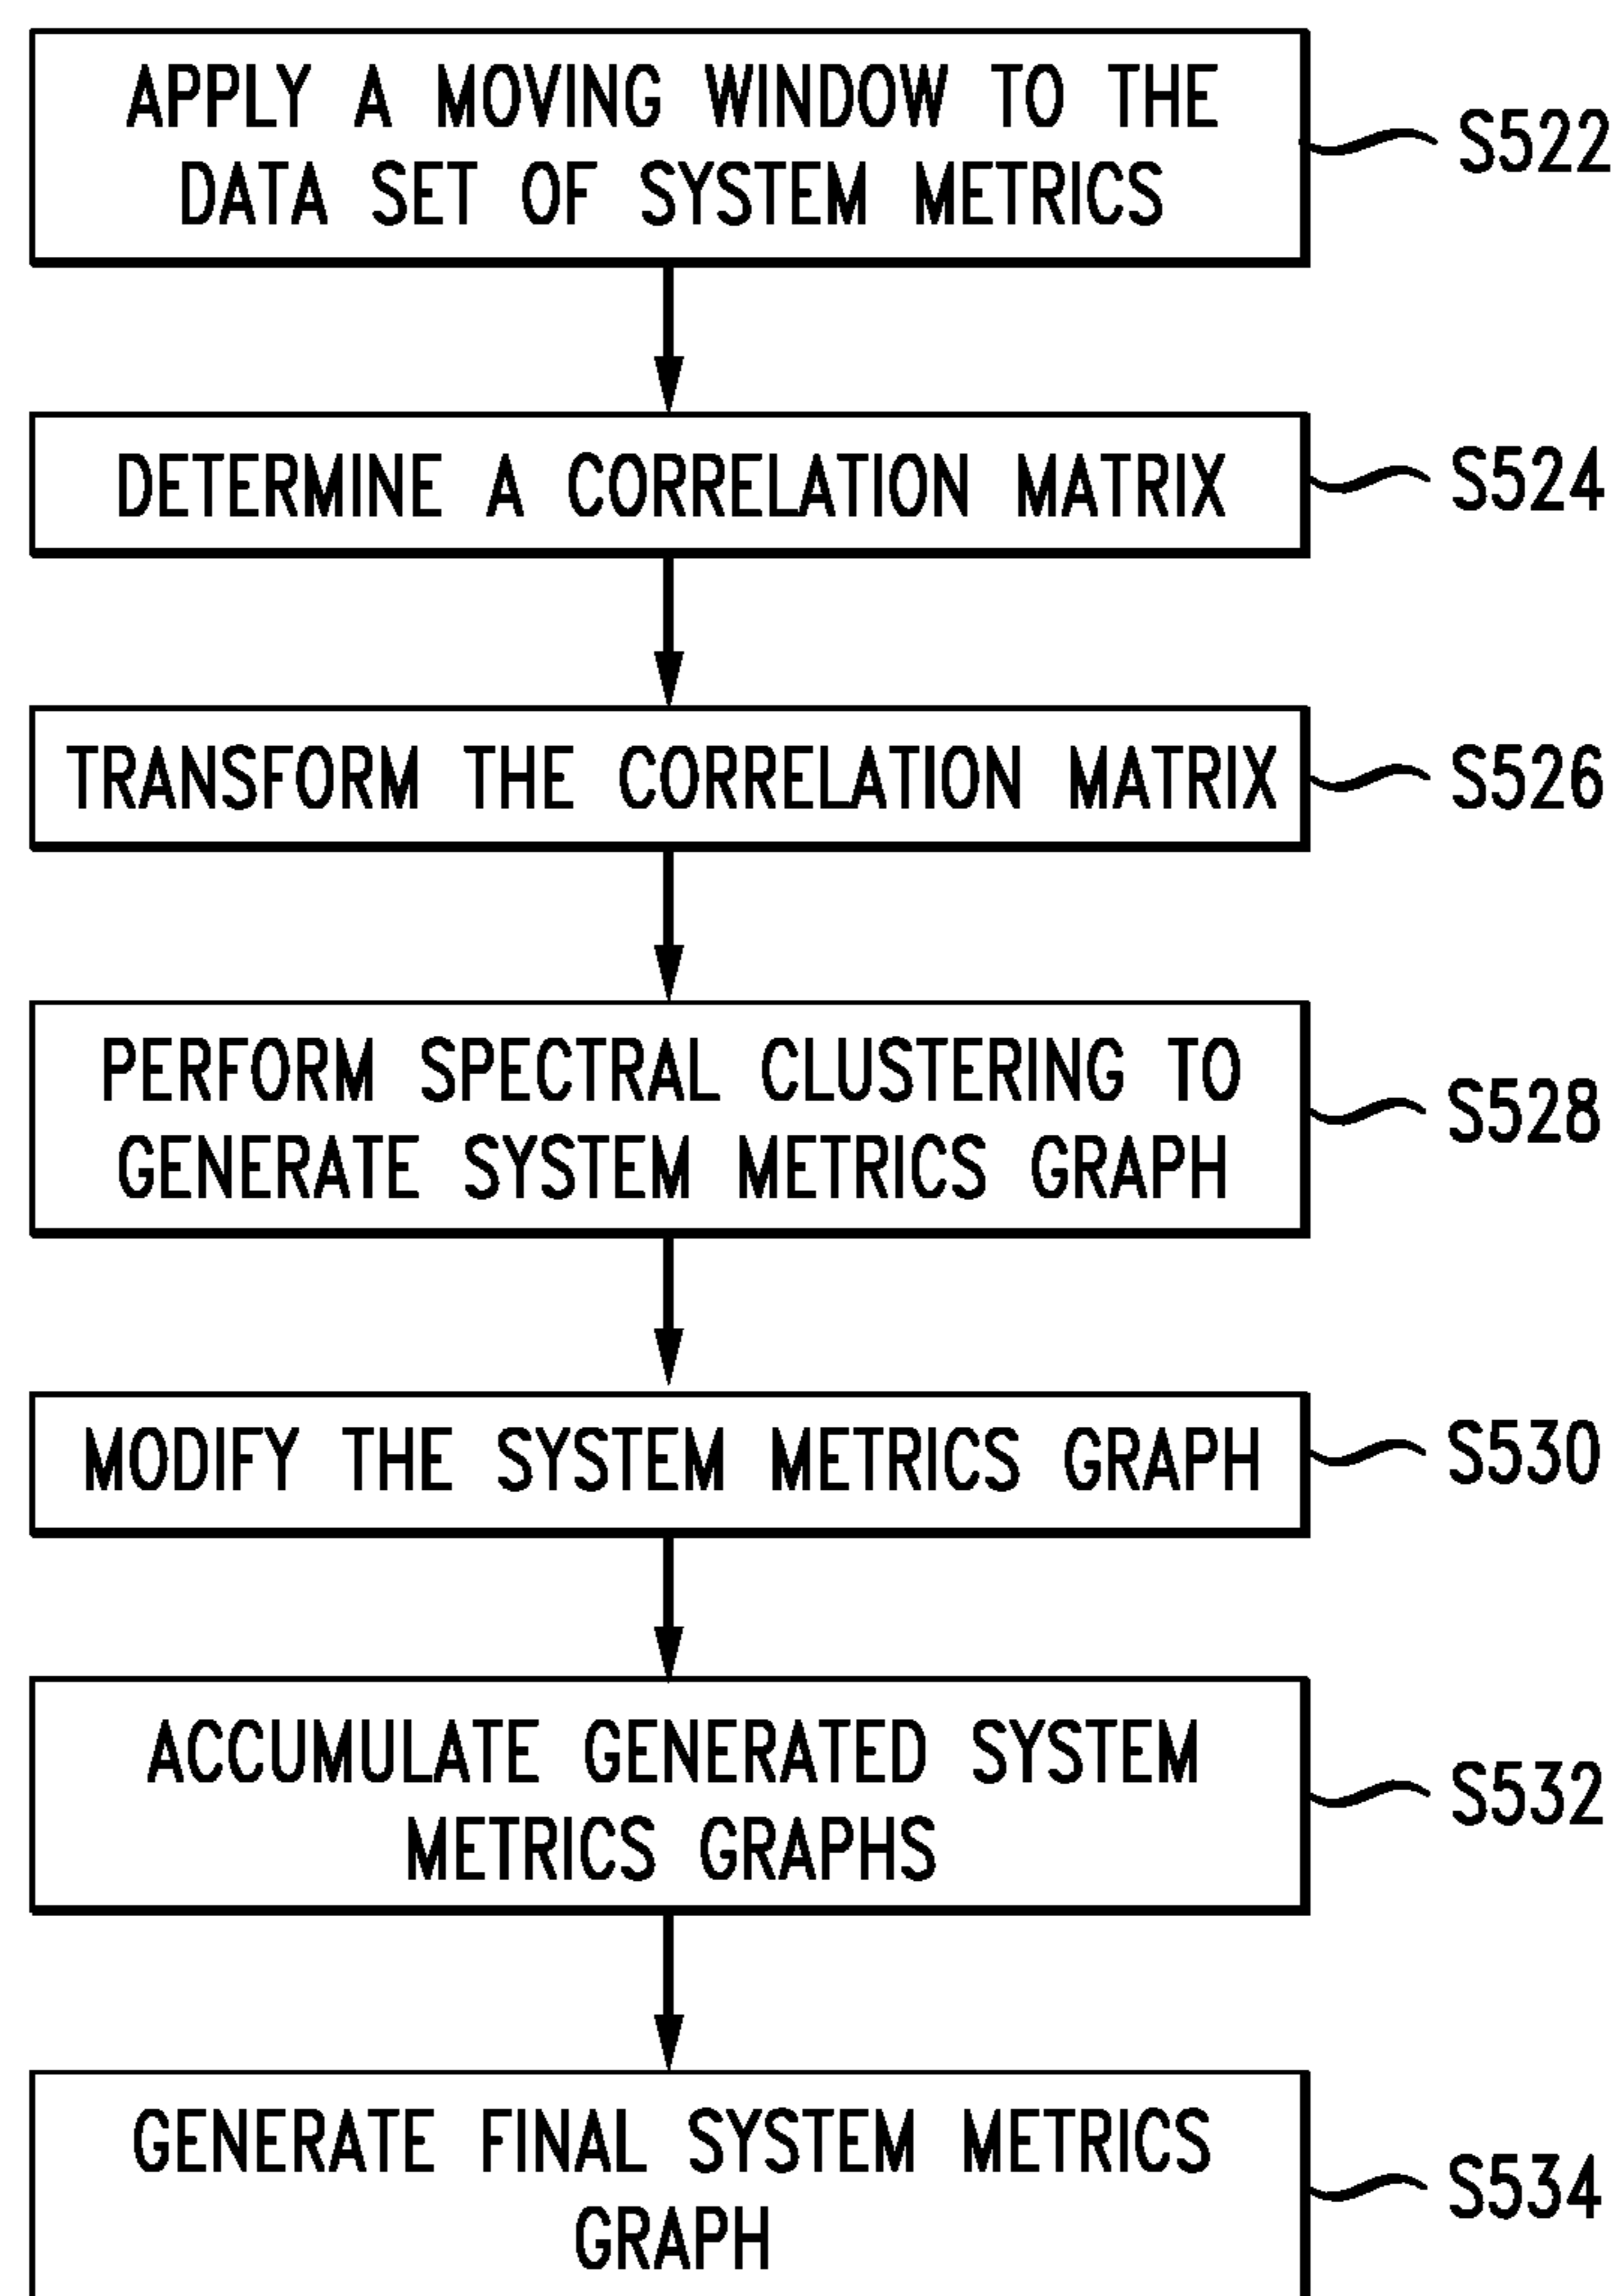 APPLY A MOVING WINDOW TO THE
DATA SET OF SYSTEM METRICS
S522
DETERMINE A CORRELATION MATRIX
S524
TRANSFORM THE CORRELATION MATRIX
S526
PERFORM SPECTRAL CLUSTERING TO
GENERATE SYSTEM METRICS GRAPH
S528
MODIFY THE SYSTEM METRICS GRAPH
S530
ACCUMULATE GENERATED SYSTEM
METRICS GRAPHS
S532
GENERATE FINAL SYSTEM METRICS
GRAPH
S534